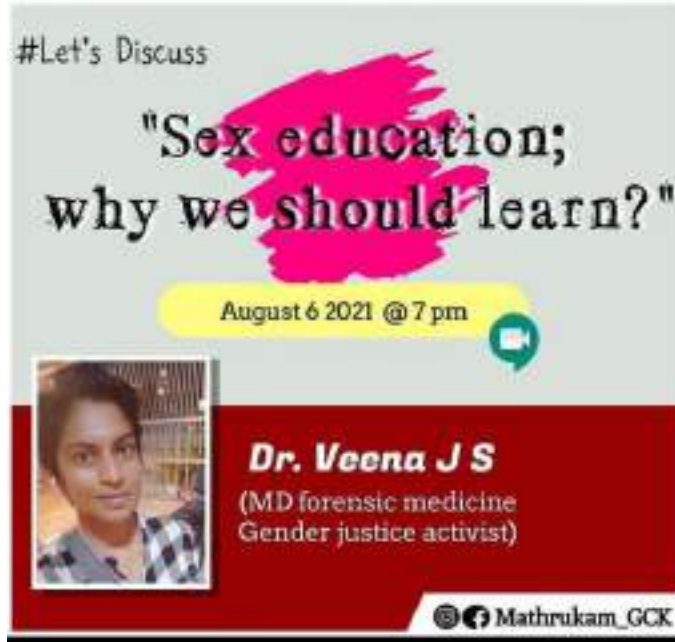 #Let's Discuss
"Sex education;
why we should learn?"
August 6 2021 @ 7 pm
Dr. Veena J S
(MD forensic medicine
Gender justice activist)
Mathrukam_GCK